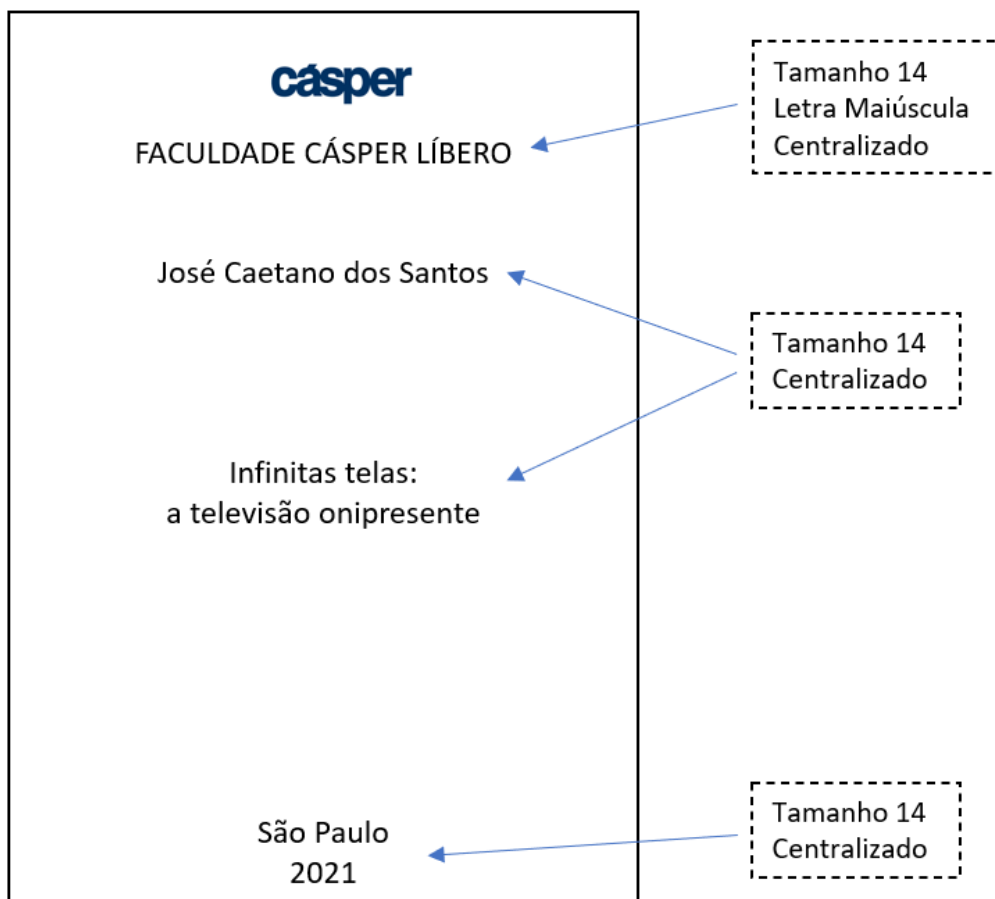 cásper
FACULDADE CÁSPER LÍBERO
Tamanho 14
Letra Maiúscula
Centralizado
José Caetano dos Santos
Tamanho 14
Centralizado
Infinitas telas:
a televisão onipresente
São Paulo
2021
Tamanho 14
Centralizado